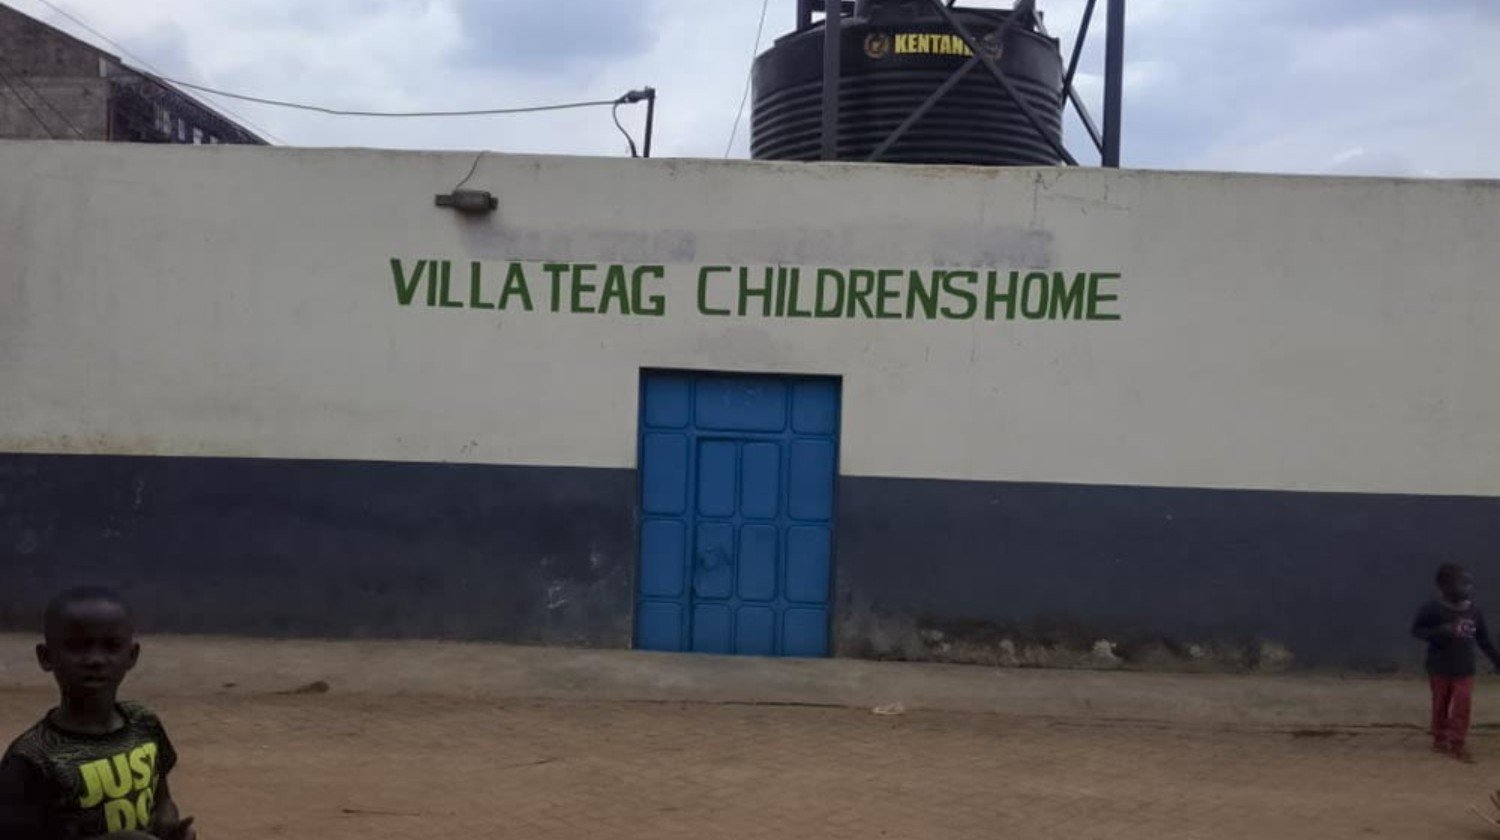 KENTAN
VILLA TEAG CHILDREN'S HOME
JUST
DO